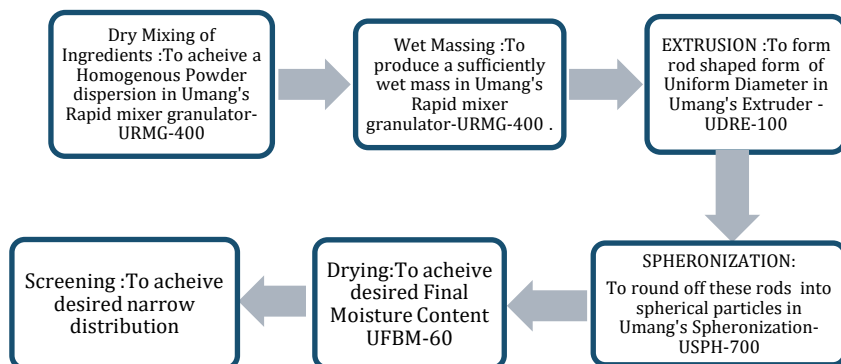 Dry Mixing of
Ingredients :To acheive a
Homogenous Powder
dispersion in Umang's
Rapid mixer granulator-
URMG-400
Wet Massing :To
produce a sufficiently
wet mass in Umang's
Rapid mixer
granulator-URMG-400 .
EXTRUSION :To form
rod shaped form of
Uniform Diameter in
Umang's Extruder -
UDRE-100
SPHERONIZATION:
To round off these rods into
spherical particles in
Umang's Spheronization-
USPH-700
Drying:To acheive
desired Final
Moisture Content
UFBM-60
Screening :To acheive
desired narrow
distribution